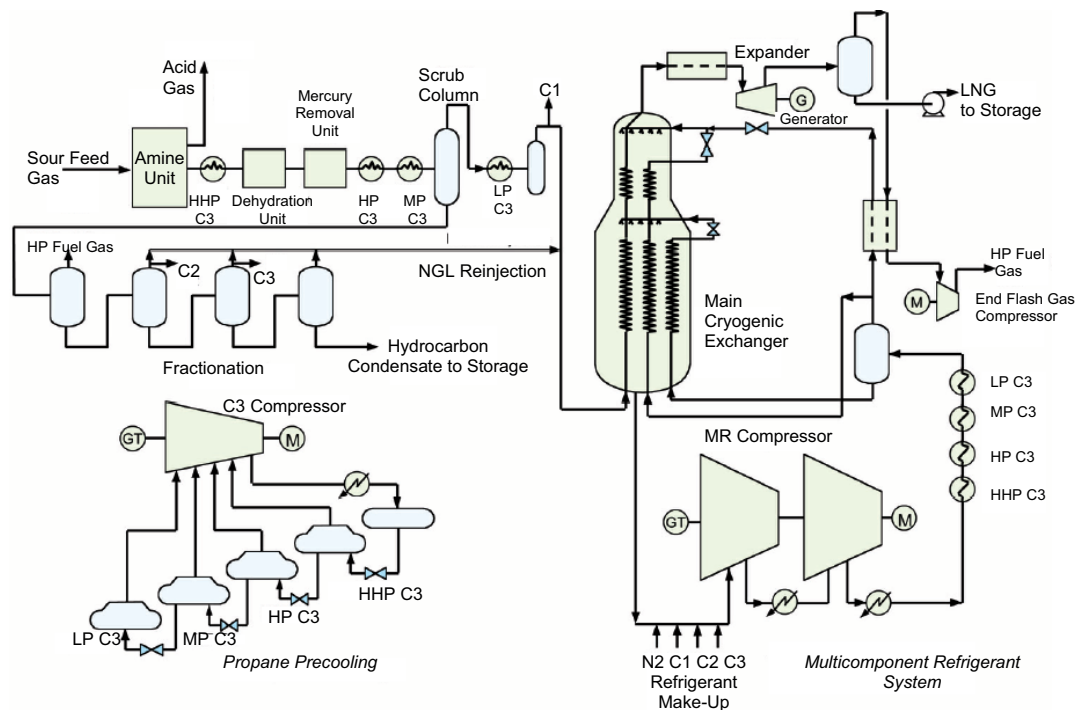 Acid
Gas
Sour Feed
Gas
Amine
Unit
HHP
C3
Dehydration
Unit
Mercury
Removal
Unit
HP
C3
MP
C3
Scrub
Column
LP
C3
C1
Expander
G
Generator
LNG
to Storage
HP Fuel Gas
C2
C3
NGL Reinjection
Fractionation
Hydrocarbon
Condensate to Storage
Main
Cryogenic
Exchanger
HP Fuel
Gas
M
End Flash Gas
Compressor
LP C3
MP C3
HP C3
HHP C3
C3 Compressor
GT
M
HHP C3
HP C3
MP C3
LP C3
Propane Precooling
MR Compressor
GT
M
N2 C1 C2 C3
Refrigerant
Make-Up
Multicomponent Refrigerant
System